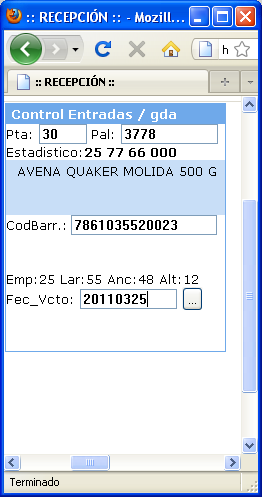 :: RECEPCIÓN :: - Mozill...
h
:: RECEPCIÓN ::
Control Entradas / gda
Pta: 30 Pal: 3778
Estadistico: 25 77 66 000
AVENA QUAKER MOLIDA 500 G
CodBarr.: 7861035520023
Emp:25 Lar:55 Anc:48 Alt:12
Fec_Vcto: 20110325 ...
Terminado